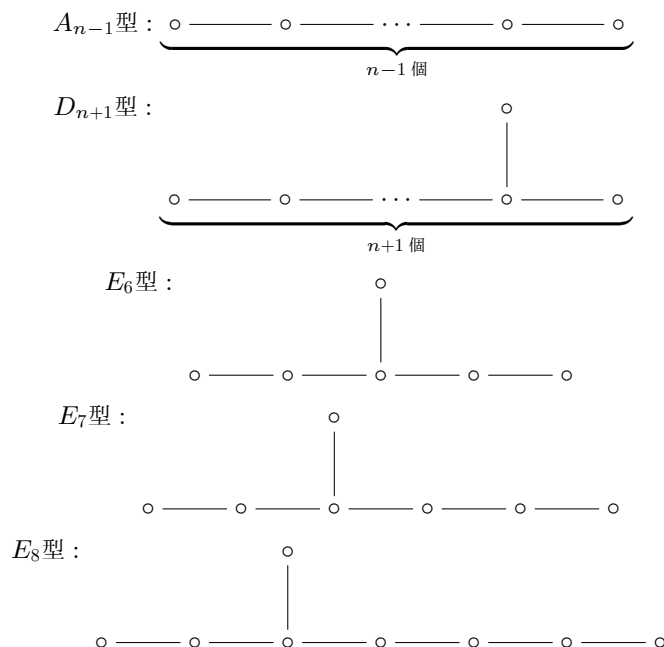 A_{n−1}型 :
n−1 個
D_{n+1}型 :
n+1 個
E_6型 :
E_7型 :
E_8型 :